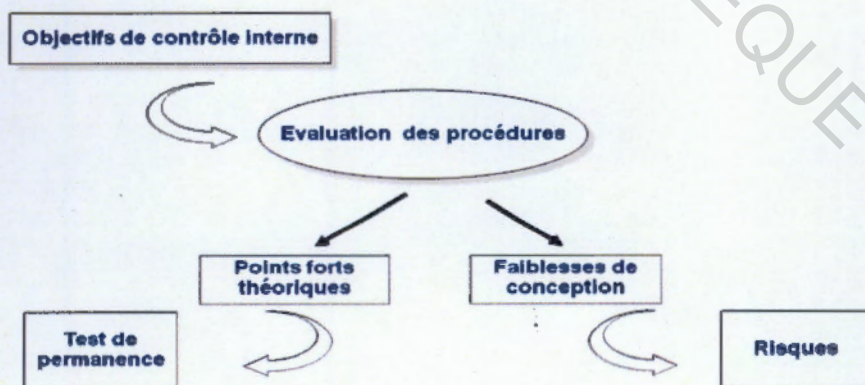 Objectifs de contrôle interne
Evaluation des procédures
Points forts
théoriques
Faiblesses de
conception
Test de
permanence
Risques